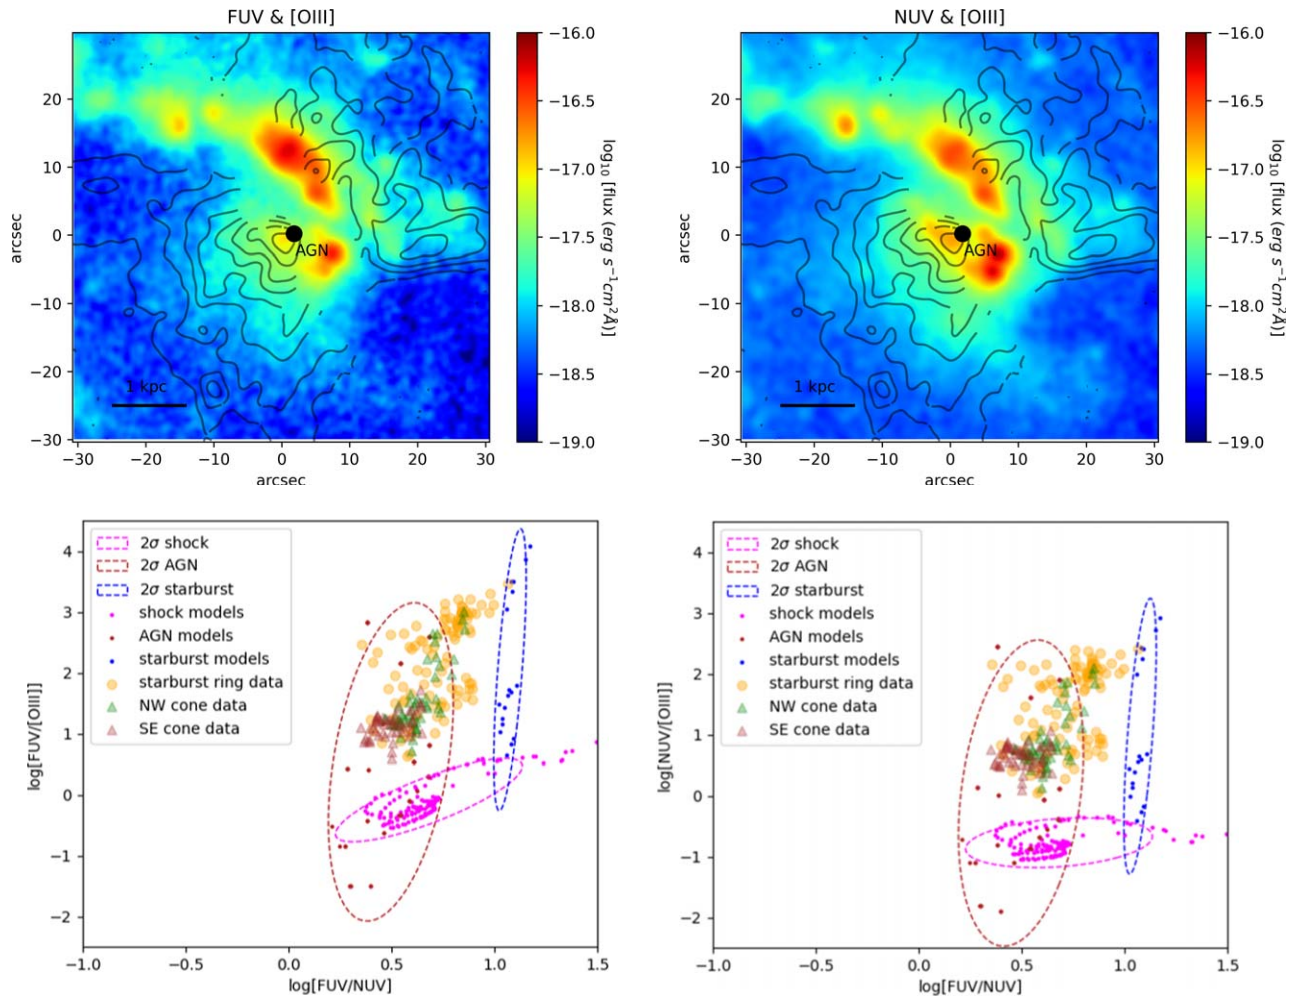 FUV & [OIII]
20
10
0
−10
−20
−30
arcsec
−30
−20
−10
0
10
20
30
arcsec
AGN
1 kpc
−16.0
−16.5
−17.0
−17.5
−18.0
−18.5
−19.0
log₁₀ [flux (erg s⁻¹cm²Å)]
NUV & [OIII]
20
10
0
−10
−20
−30
arcsec
−30
−20
−10
0
10
20
30
arcsec
AGN
1 kpc
−16.0
−16.5
−17.0
−17.5
−18.0
−18.5
−19.0
log₁₀ [flux (erg s⁻¹cm²Å)]
2σ shock
2σ AGN
2σ starburst
shock models
AGN models
starburst models
starburst ring data
NW cone data
SE cone data
4
3
2
1
0
−1
−2
log[FUV/[OIII]]
−1.0
−0.5
0.0
0.5
1.0
1.5
log[FUV/NUV]
2σ shock
2σ AGN
2σ starburst
shock models
AGN models
starburst models
starburst ring data
NW cone data
SE cone data
4
3
2
1
0
−1
−2
log[NUV/[OIII]]
−1.0
−0.5
0.0
0.5
1.0
1.5
log[FUV/NUV]